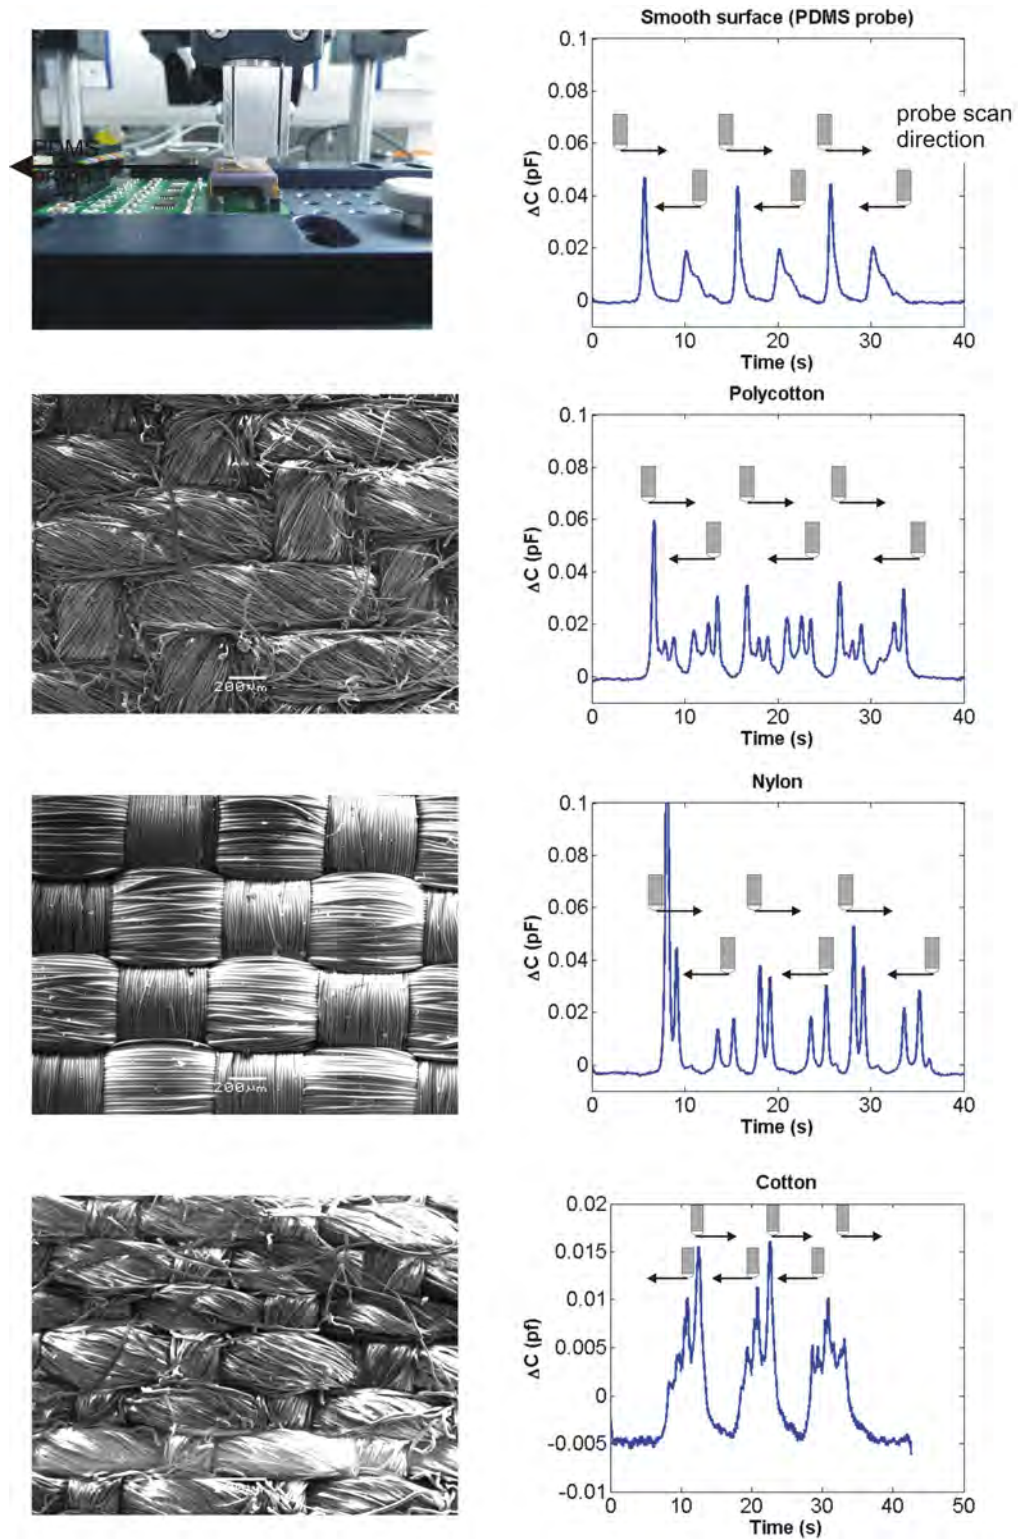 Smooth surface (PDMS probe)
0.1
0.08
0.06
0.04
0.02
0
ΔC (pF)
probe scan
direction
0 10 20 30 40
Time (s)
PDMS
Polycotton
0.1
0.08
0.06
0.04
0.02
0
ΔC (pF)
0 10 20 30 40
Time (s)
200µm
Nylon
0.1
0.08
0.06
0.04
0.02
0
ΔC (pF)
0 10 20 30 40
Time (s)
200µm
Cotton
0.02
0.015
0.01
0.005
0
-0.005
-0.01
ΔC (pf)
0 10 20 30 40 50
Time (s)